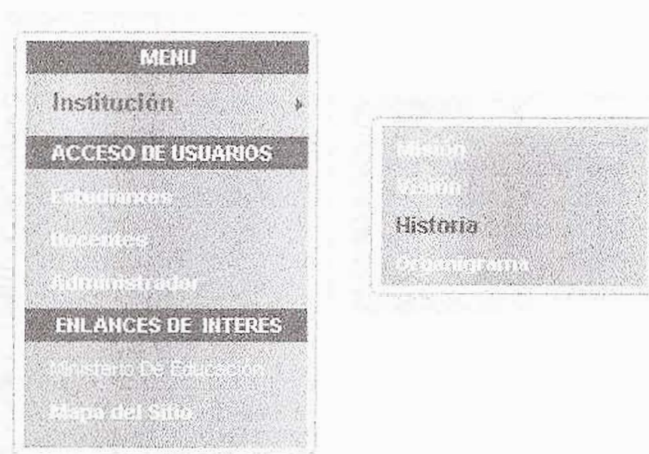 MENU
Institución
ACCESO DE USUARIOS
Estudiantes
Docentes
Administrador
ENLANCES DE INTERES
Ministerio De Educación
Mapa del Sitio
Misión
Visión
Historia
Organigrama